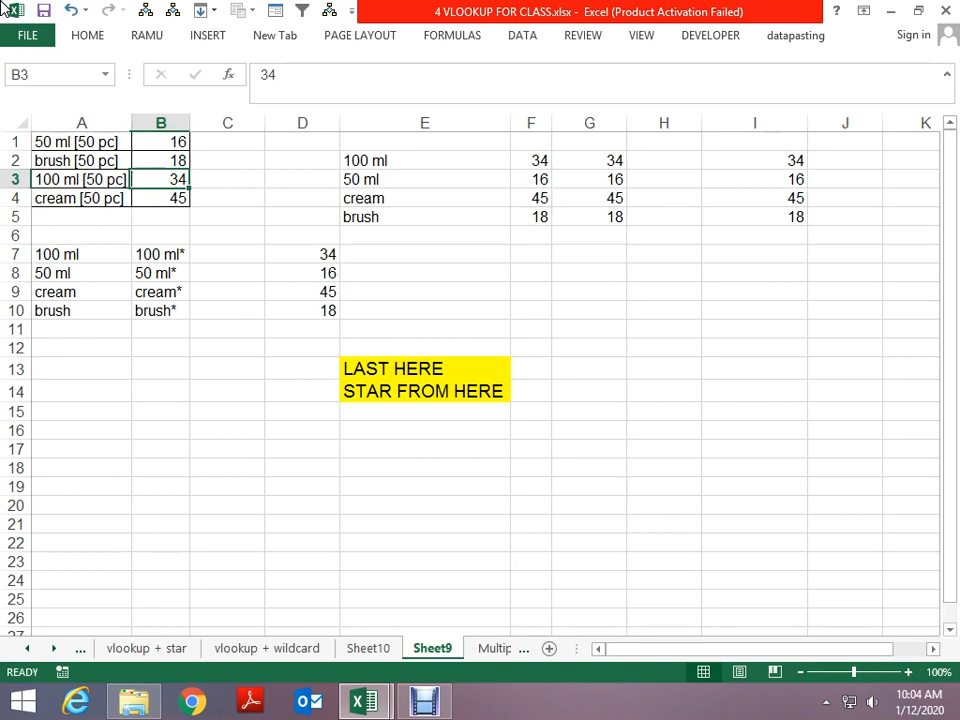 4 VLOOKUP FOR CLASS.xlsx - Excel (Product Activation Failed)
?
FILE HOME RAMU INSERT New Tab PAGE LAYOUT FORMULAS DATA REVIEW VIEW DEVELOPER datapasting Sign in
B3 fx 34
A B C D E F G H I J K
1 50 ml [50 pc] 16
2 brush [50 pc] 18 100 ml 34 34 34
3 100 ml [50 pc] 34 50 ml 16 16 16
4 cream [50 pc] 45 cream 45 45 45
5 brush 18 18 18
6
7 100 ml 100 ml* 34
8 50 ml 50 ml* 16
9 cream cream* 45
10 brush brush* 18
11
12
13 LAST HERE
14 STAR FROM HERE
15
16
17
18
19
20
21
22
23
24
25
26
27
... vlookup + star vlookup + wildcard Sheet10 Sheet9 Multip ...
READY 100%
10:04 AM
1/12/2020